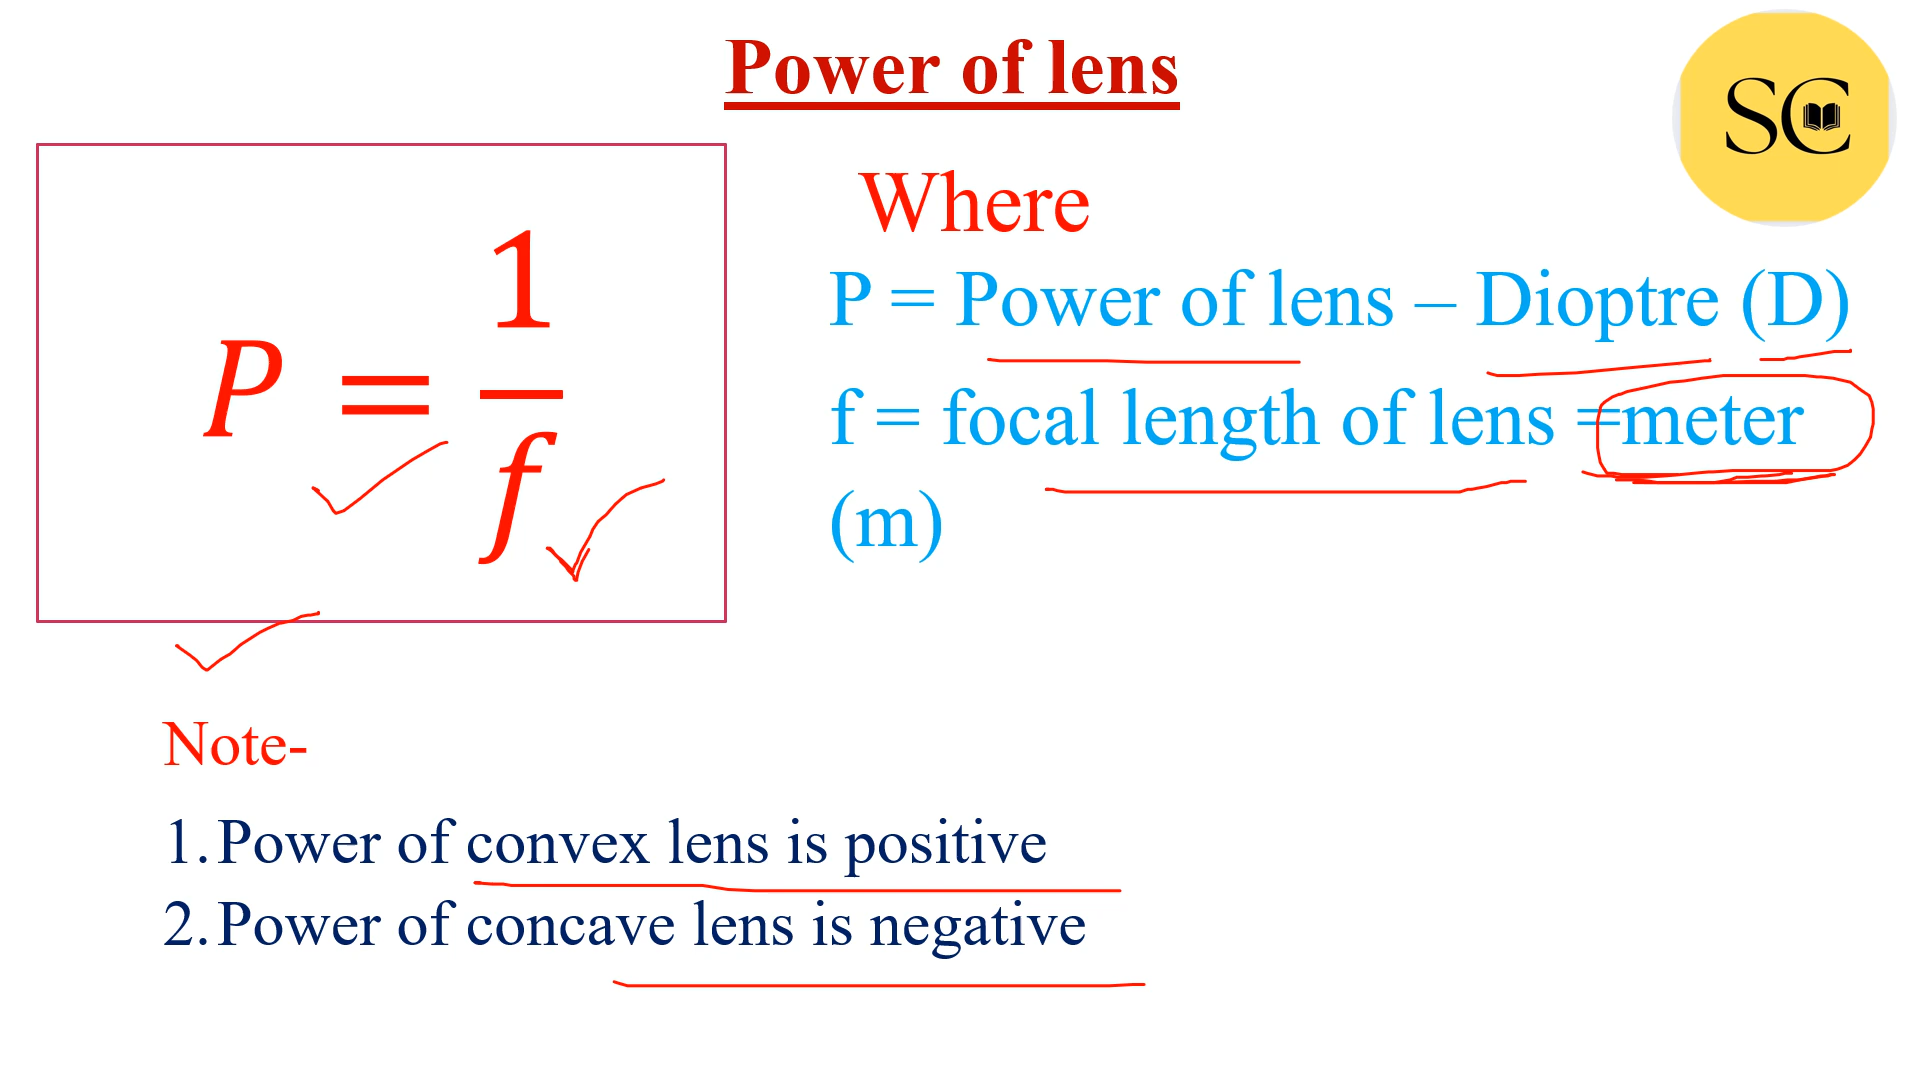 Power of lens
SC
P = 1/f
Where
P = Power of lens – Dioptre (D)
f = focal length of lens =meter
(m)
Note-
1. Power of convex lens is positive
2. Power of concave lens is negative